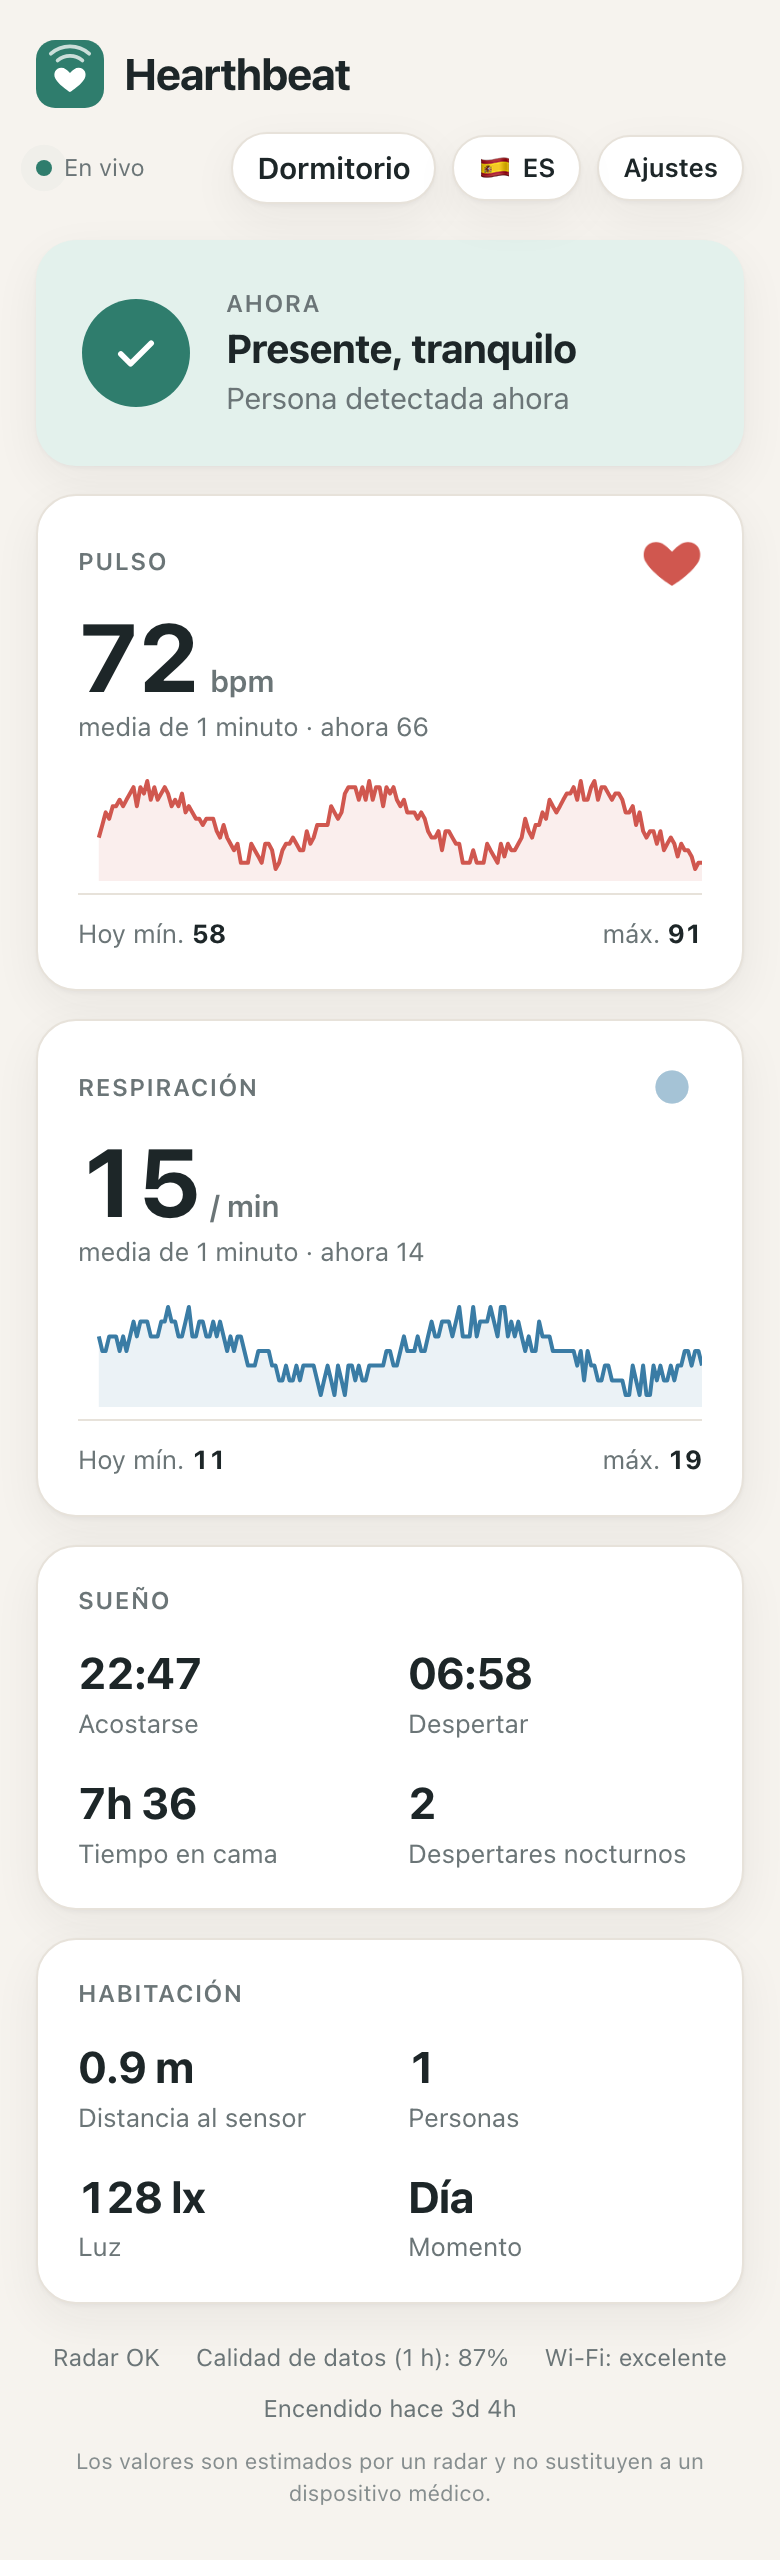 Hearthbeat
En vivo
Dormitorio
ES
Ajustes
AHORA
Presente, tranquilo
Persona detectada ahora
PULSO
72 bpm
media de 1 minuto · ahora 66
Hoy mín. 58
máx. 91
RESPIRACIÓN
15 / min
media de 1 minuto · ahora 14
Hoy mín. 11
máx. 19
SUEÑO
22:47
Acostarse
06:58
Despertar
7h 36
Tiempo en cama
2
Despertares nocturnos
HABITACIÓN
0.9 m
Distancia al sensor
1
Personas
128 lx
Luz
Día
Momento
Radar OK
Calidad de datos (1 h): 87%
Wi-Fi: excelente
Encendido hace 3d 4h
Los valores son estimados por un radar y no sustituyen a un
dispositivo médico.